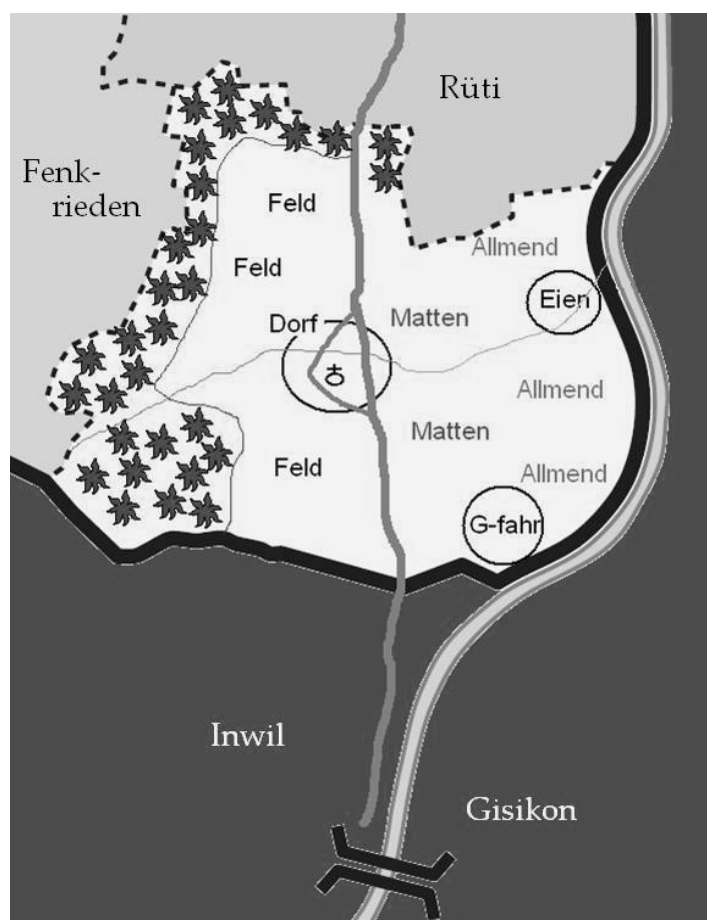 Rüti
Fenk-
rieden
Feld
Allmend
Feld
Eien
Dorf
Matten
Allmend
Matten
Feld
Allmend
G-fahr
Inwil
Gisikon